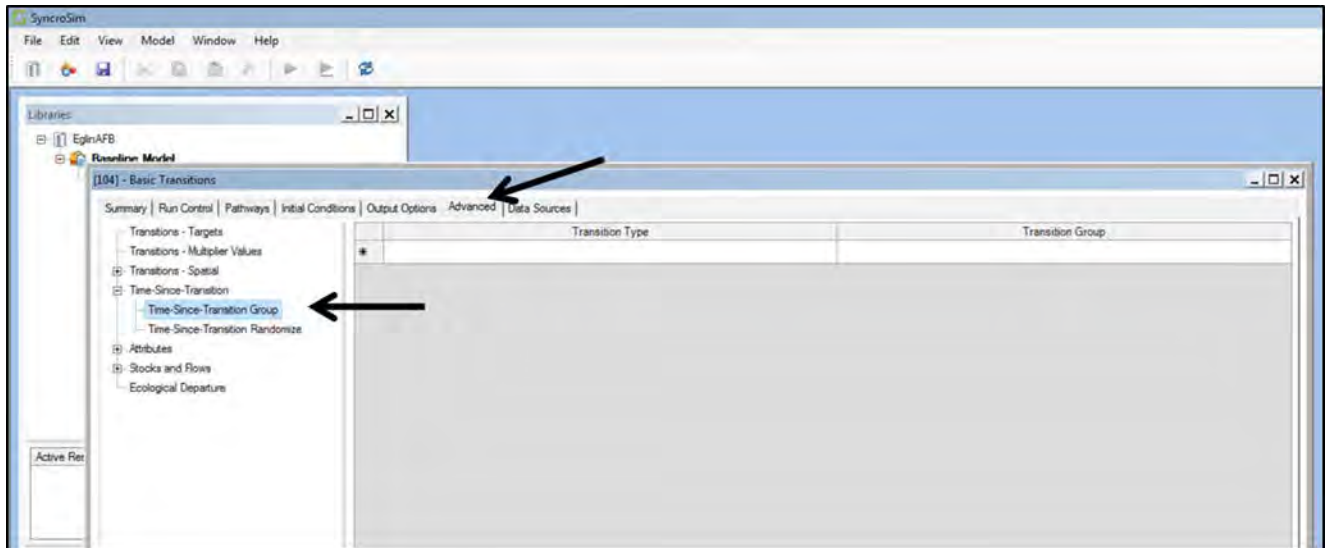 SyncroSim
File Edit View Model Window Help
Libraries
EglinAFB
Baseline Model
[104] - Basic Transitions
Summary | Run Control | Pathways | Initial Conditions | Output Options Advanced | Data Sources |
Transitions - Targets
Transition Type Transition Group
Transitions - Multiplier Values
Transitions - Spatial
Time-Since-Transition
Time-Since-Transition Group
Time-Since-Transition Randomize
Attributes
Stocks and Flows
Ecological Departure
Active